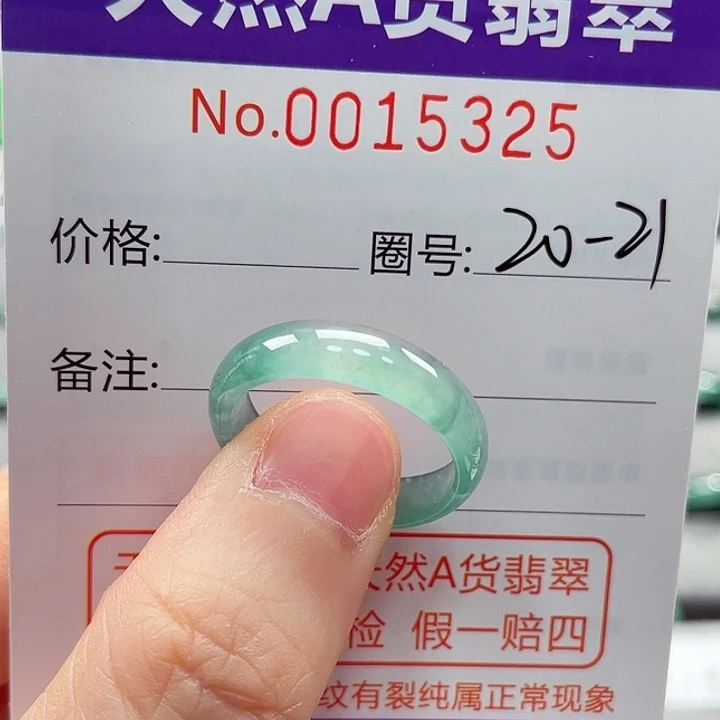 天然A货翡翠
No.0015325
价格: 圈号: 20-21
备注:
然A货翡翠
检 假一赔四
纹有裂纯属正常现象